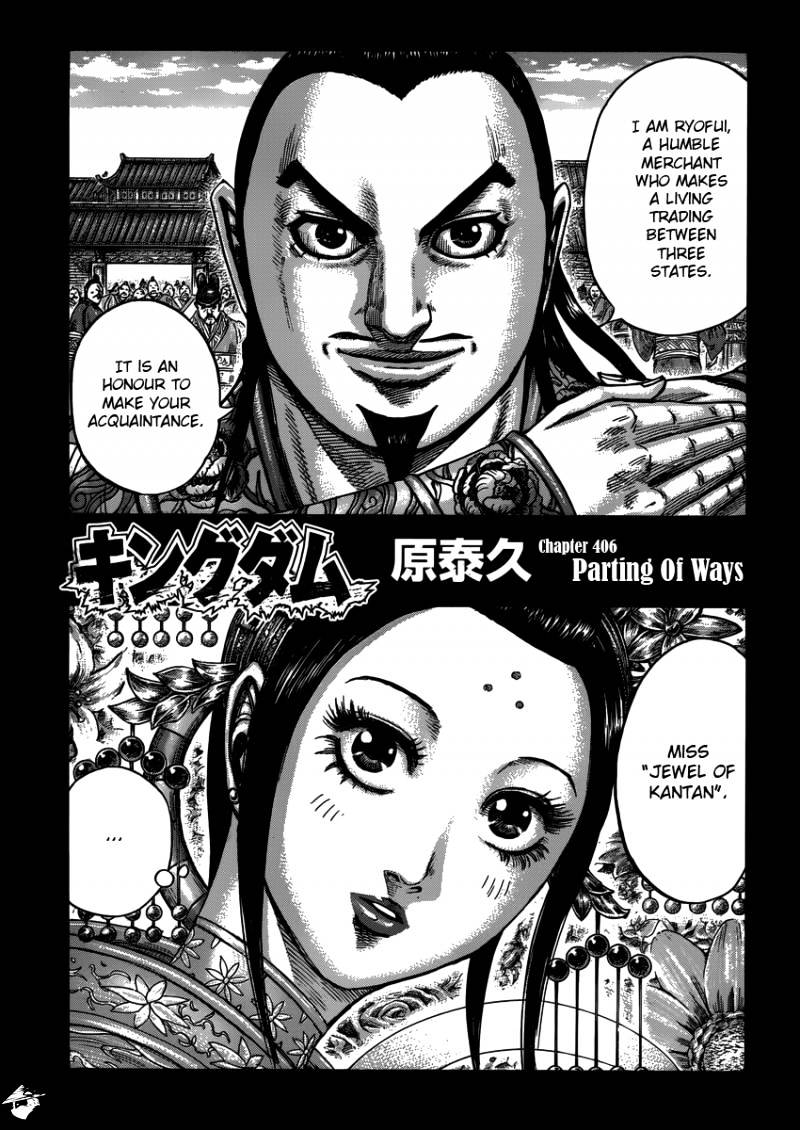 I AM RYOFUI,
A HUMBLE
MERCHANT
WHO MAKES
A LIVING
TRADING
BETWEEN
THREE
STATES.
IT IS AN
HONOUR TO
MAKE YOUR
ACQUAINTANCE.
キングダム
原泰久
Chapter 406
Parting Of Ways
MISS
"JEWEL OF
KANTAN".
...